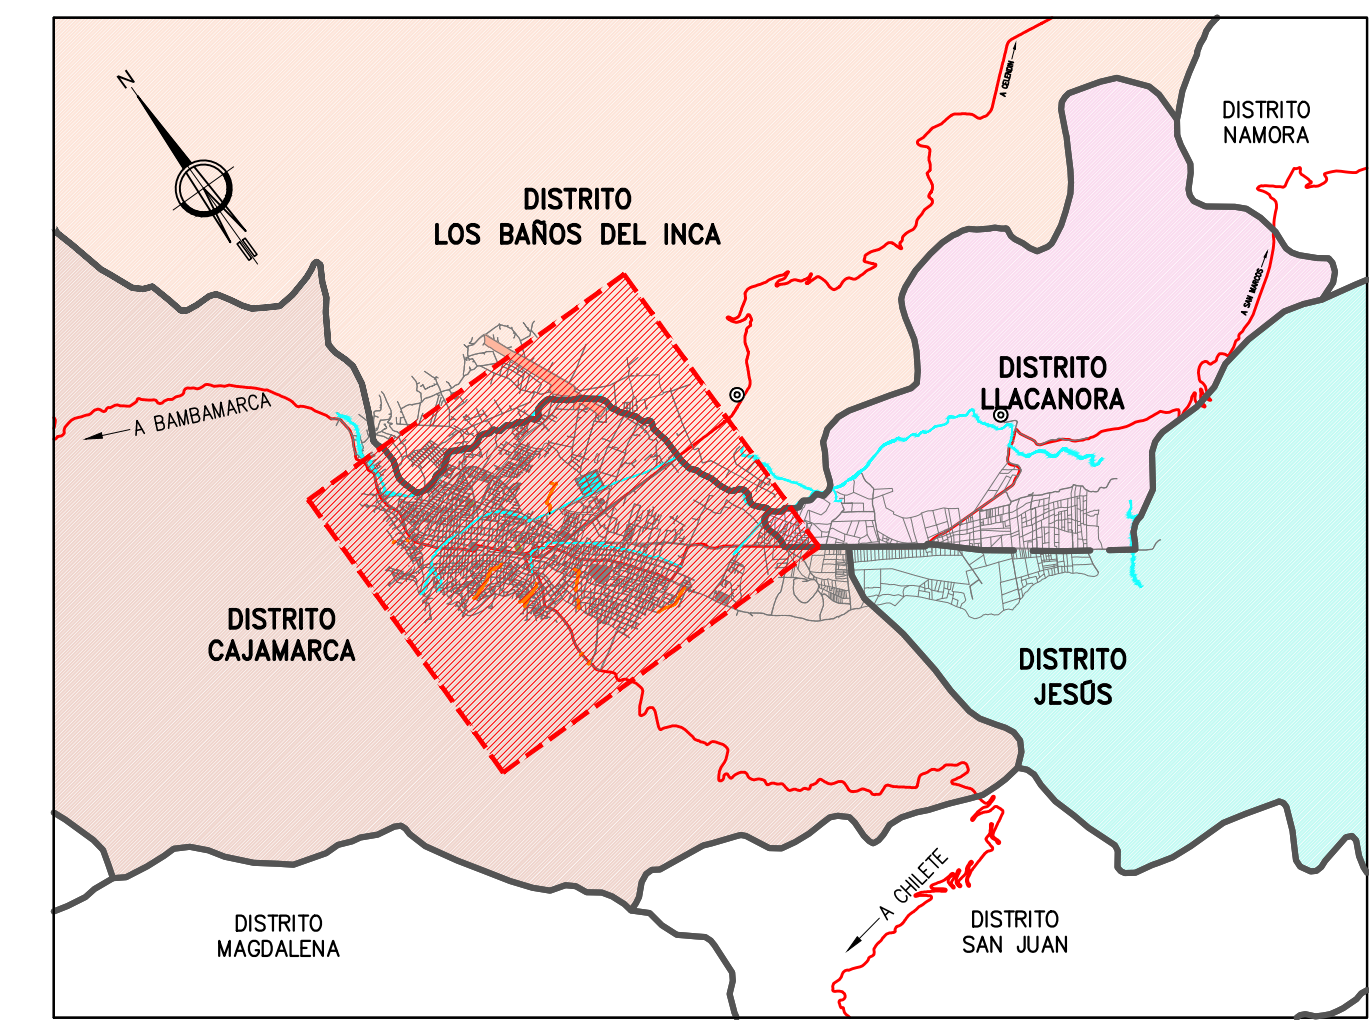 N
A CELENDIN
DISTRITO
NAMORA
DISTRITO
LOS BAÑOS DEL INCA
A SAN MARCOS
DISTRITO
LLACANORA
A BAMBAMARCA
DISTRITO
CAJAMARCA
DISTRITO
JESÚS
A CHILETE
DISTRITO
MAGDALENA
DISTRITO
SAN JUAN